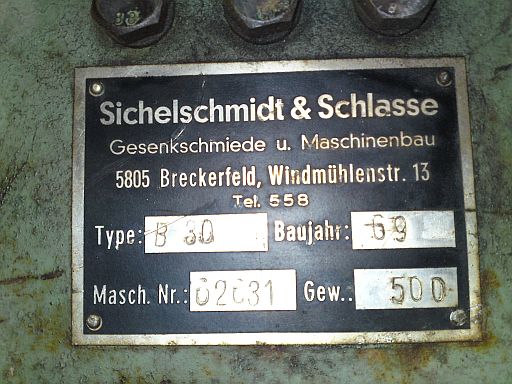 Sichelschmidt & Schlasse
Gesenkschmiede u. Maschinenbau
5805 Breckerfeld, Windmühlenstr. 13
Tel. 558
Type: B 30 Baujahr: 69
Masch. Nr.: 02031 Gew.: 500